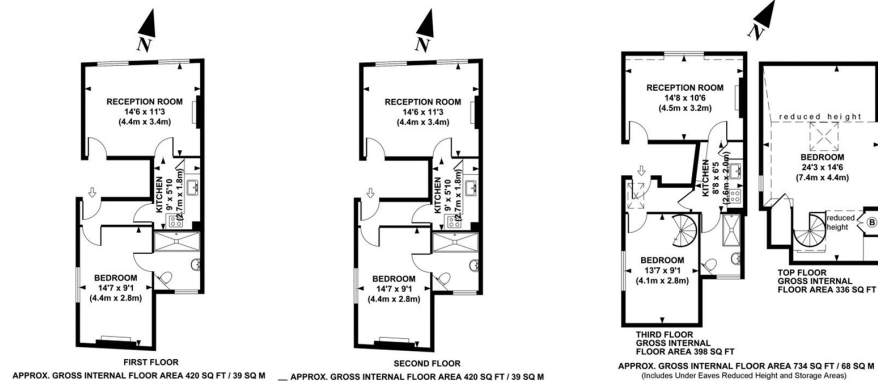 N
RECEPTION ROOM
14'6 x 11'3
(4.4m x 3.4m)
KITCHEN
9' x 5'10
(2.7m x 1.8m)
BEDROOM
14'7 x 9'1
(4.4m x 2.8m)
FIRST FLOOR
APPROX. GROSS INTERNAL FLOOR AREA 420 SQ FT / 39 SQ M
N
RECEPTION ROOM
14'6 x 11'3
(4.4m x 3.4m)
KITCHEN
9' x 5'10
(2.7m x 1.8m)
BEDROOM
14'7 x 9'1
(4.4m x 2.8m)
SECOND FLOOR
APPROX. GROSS INTERNAL FLOOR AREA 420 SQ FT / 39 SQ M
N
RECEPTION ROOM
14'8 x 10'6
(4.5m x 3.2m)
KITCHEN
8'8 x 6'5
(2.6m x 2.0m)
BEDROOM
13'7 x 9'1
(4.1m x 2.8m)
THIRD FLOOR
GROSS INTERNAL
FLOOR AREA 398 SQ FT
reduced height
BEDROOM
24'3 x 14'6
(7.4m x 4.4m)
reduced
height
B
TOP FLOOR
GROSS INTERNAL
FLOOR AREA 336 SQ FT
APPROX. GROSS INTERNAL FLOOR AREA 734 SQ FT / 68 SQ M
(Includes Under Eaves Reduced Height and Storage Areas)